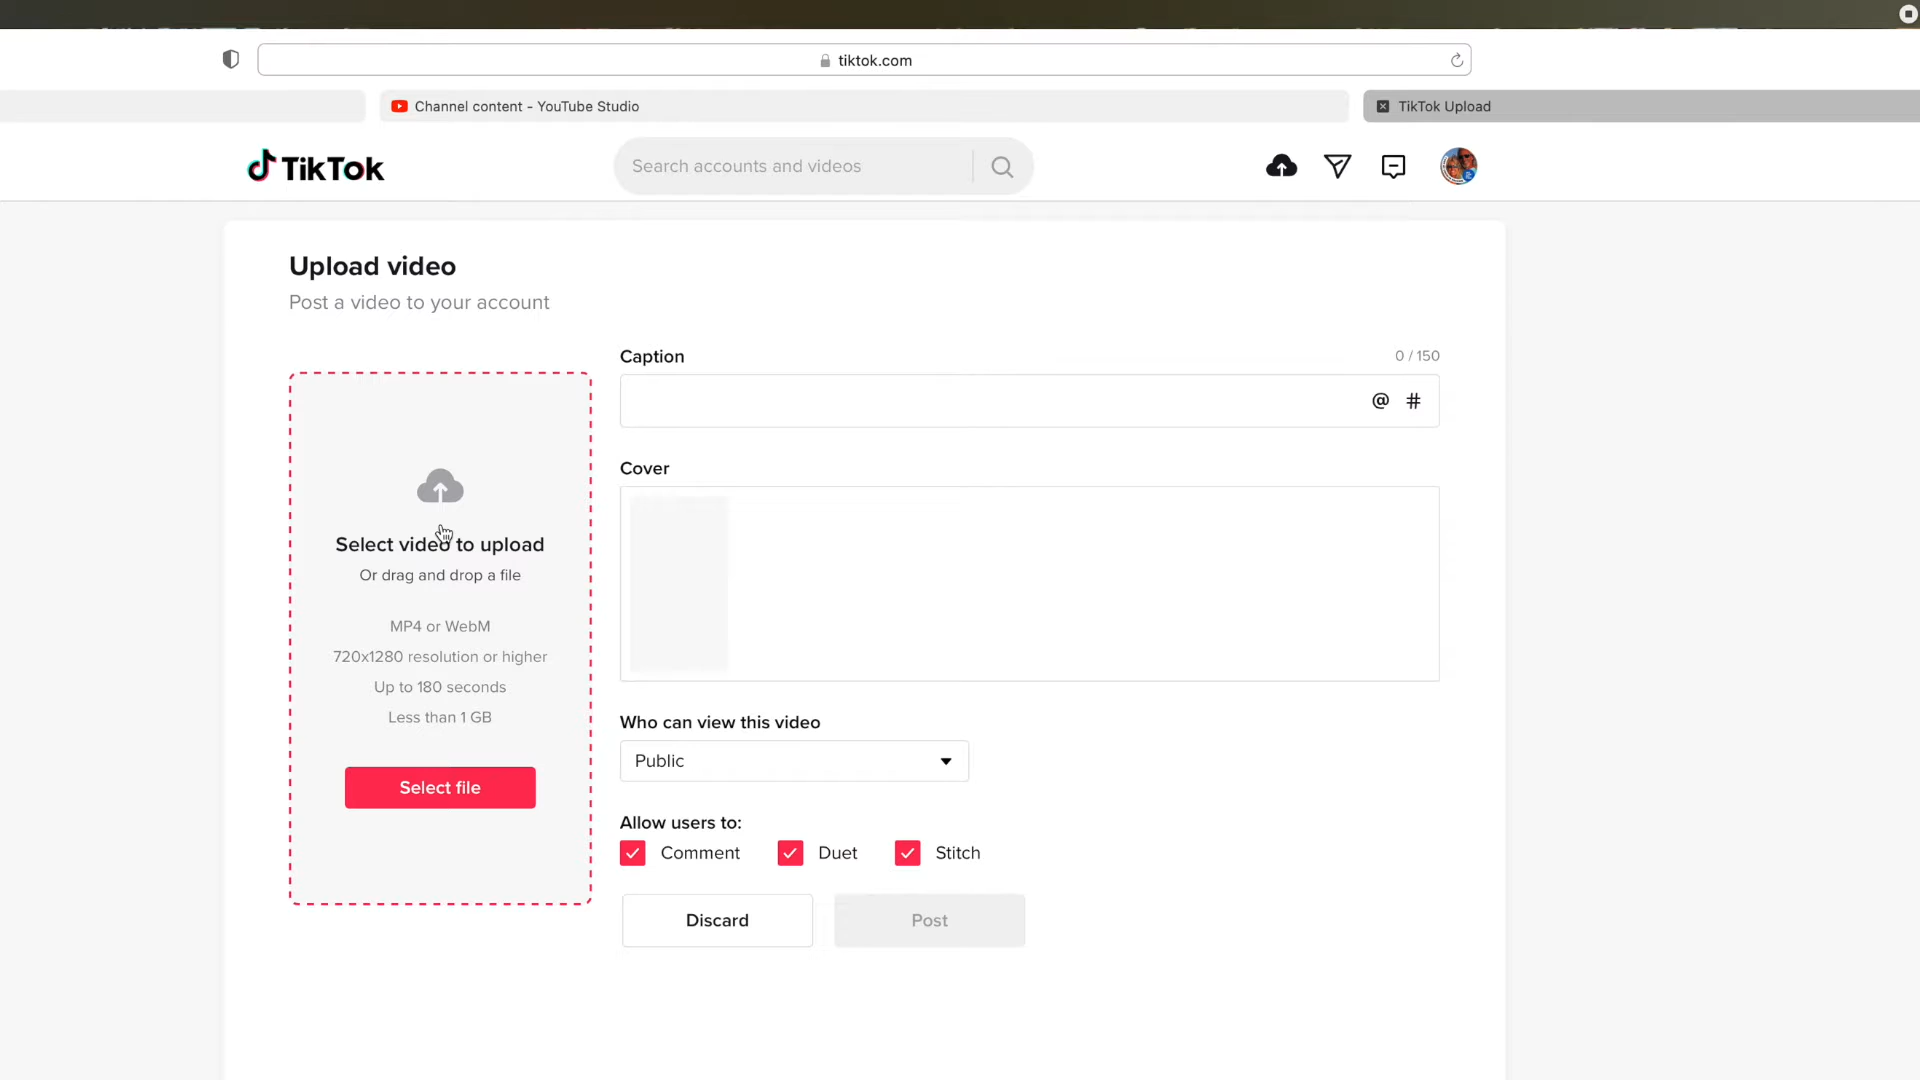 tiktok.com
Channel content - YouTube Studio
TikTok Upload
TikTok
Search accounts and videos
Upload video
Post a video to your account
Caption
0 / 150
@ #
Cover
Select video to upload
Or drag and drop a file
MP4 or WebM
720x1280 resolution or higher
Up to 180 seconds
Less than 1 GB
Select file
Who can view this video
Public
Allow users to:
Comment Duet Stitch
Discard Post